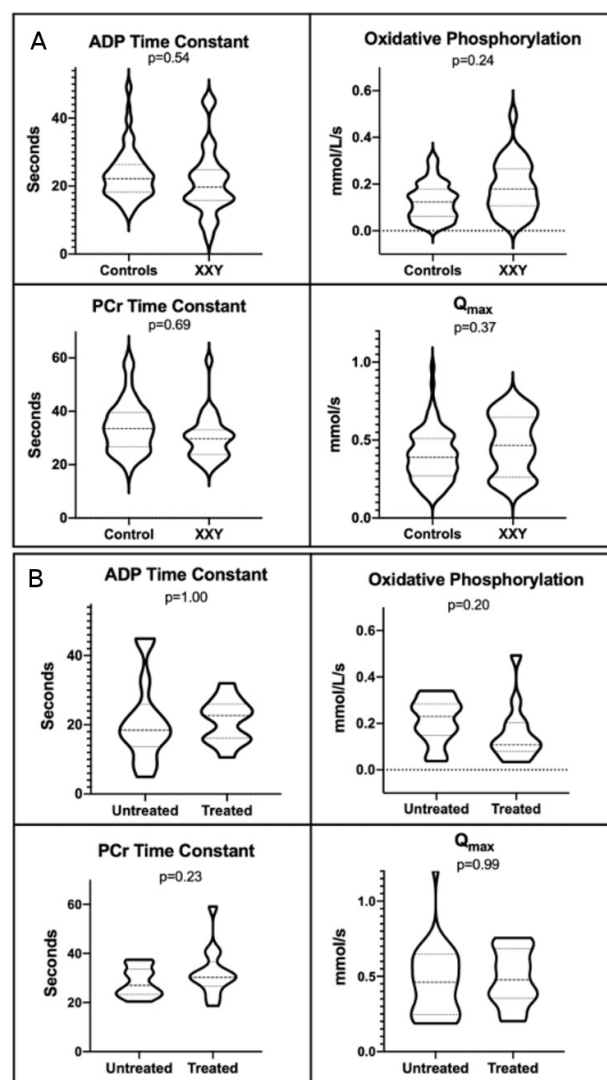 A
ADP Time Constant
p=0.54
Seconds
40
20
0
Controls XXY
Oxidative Phosphorylation
p=0.24
mmol/L/s
0.6
0.4
0.2
0.0
Controls XXY
PCr Time Constant
p=0.69
Seconds
60
40
20
0
Control XXY
Qmax
p=0.37
mmol/s
1.0
0.5
0.0
Controls XXY
B
ADP Time Constant
p=1.00
Seconds
40
20
0
Untreated Treated
Oxidative Phosphorylation
p=0.20
mmol/L/s
0.6
0.4
0.2
0.0
Untreated Treated
PCr Time Constant
p=0.23
Seconds
60
40
20
0
Untreated Treated
Qmax
p=0.99
mmol/s
1.0
0.5
0.0
Untreated Treated